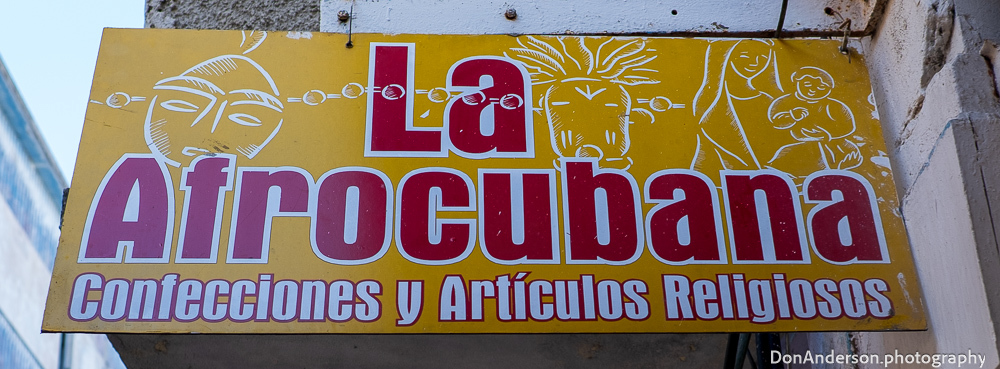 La
Afrocubana
Confecciones y Artículos Religiosos
DonAnderson.photography